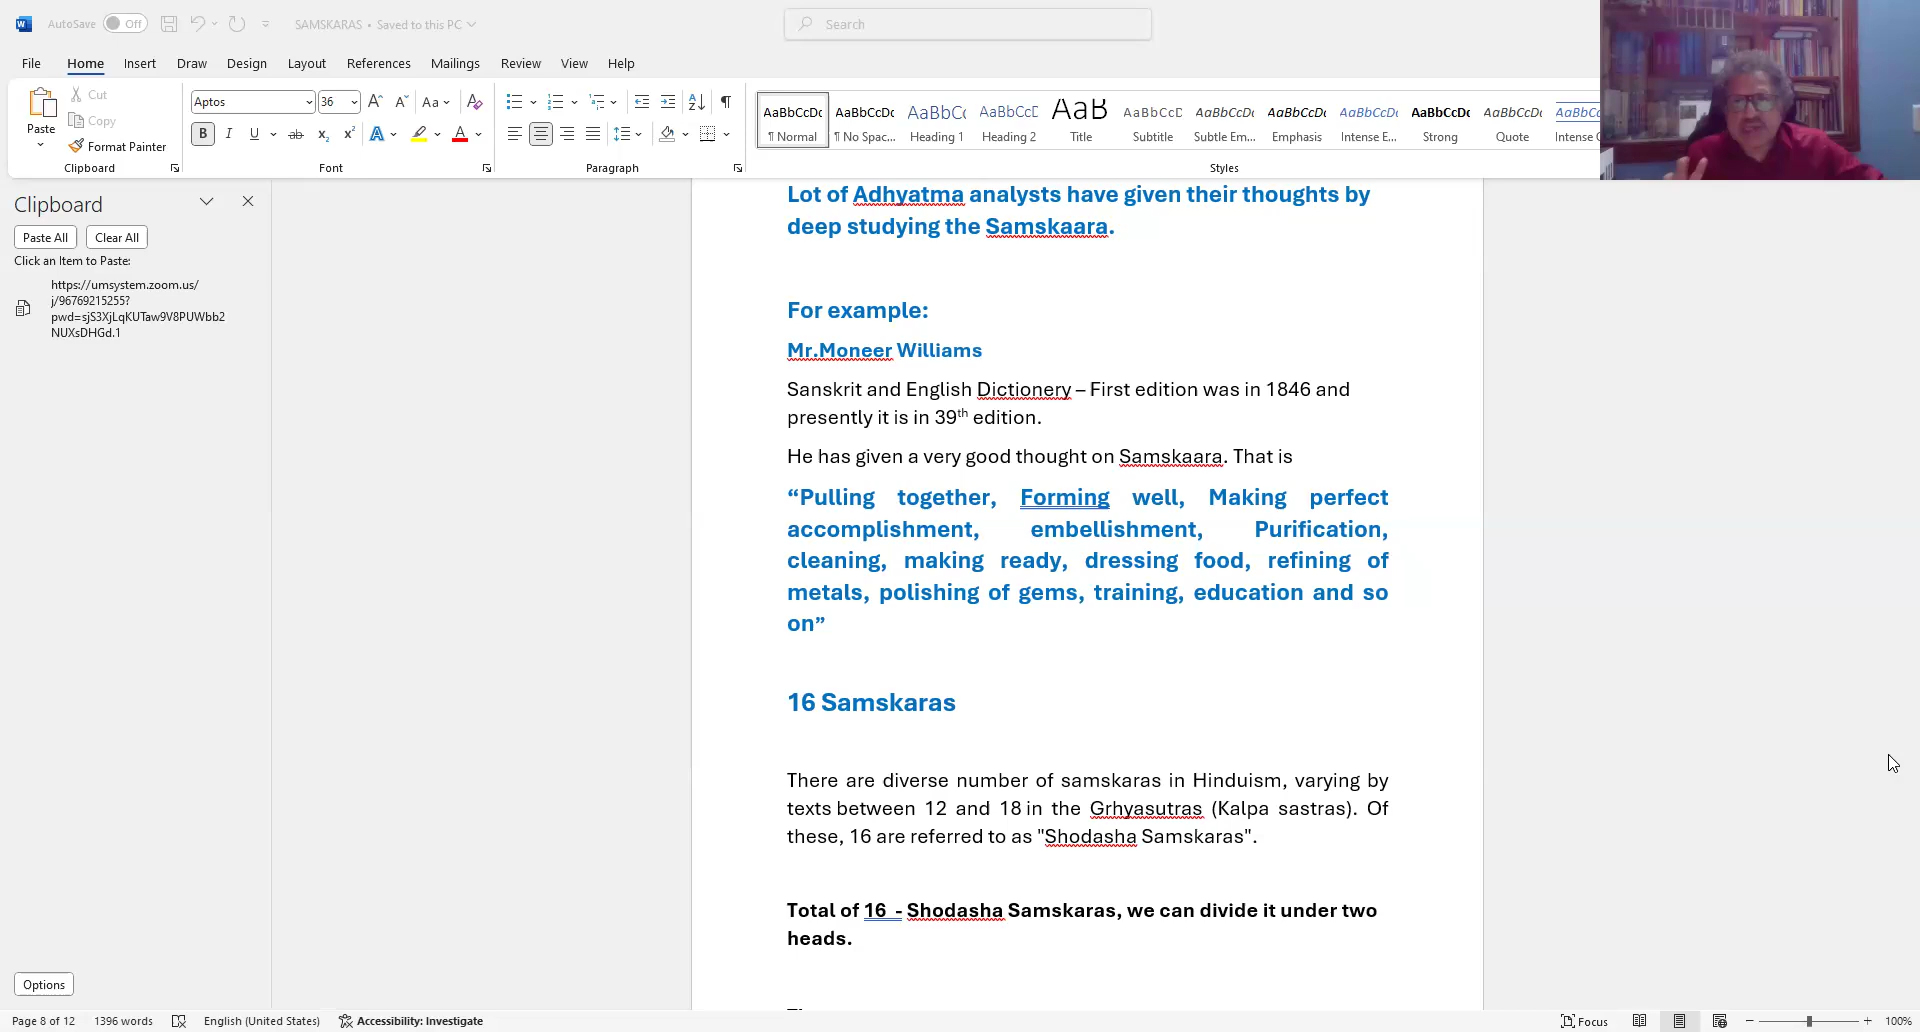 AutoSave Off SAMSKARAS • Saved to this PC Search
File Home Insert Draw Design Layout References Mailings Review View Help
Paste Cut Copy Format Painter Clipboard
Aptos 36 Aa
B I U ab x₂ x² A A
Font Paragraph
AaBbCcDc AaBbCcDc AaBbCc AaBbCcD AaB AaBbCcD AaBbCcDc AaBbCcDc AaBbCcDc AaBbCcDc AaBbCcDc AaBbCcDc
¶ Normal ¶ No Spac... Heading 1 Heading 2 Title Subtitle Subtle Em... Emphasis Intense E... Strong Quote Intense
Styles
Clipboard
Paste All Clear All
Click an Item to Paste:
https://umsystem.zoom.us/
j/96769215255?
pwd=sjS3XjLqKUTaw9V8PUWbb2
NUXsDHGd.1
Options
Lot of Adhyatma analysts have given their thoughts by
deep studying the Samskaara.
For example:
Mr.Moneer Williams
Sanskrit and English Dictionery – First edition was in 1846 and
presently it is in 39th edition.
He has given a very good thought on Samskaara. That is
“Pulling together, Forming well, Making perfect
accomplishment, embellishment, Purification,
cleaning, making ready, dressing food, refining of
metals, polishing of gems, training, education and so
on”
16 Samskaras
There are diverse number of samskaras in Hinduism, varying by
texts between 12 and 18 in the Grhyasutras (Kalpa sastras). Of
these, 16 are referred to as "Shodasha Samskaras".
Total of 16 - Shodasha Samskaras, we can divide it under two
heads.
Page 8 of 12 1396 words English (United States) Accessibility: Investigate Focus 100%